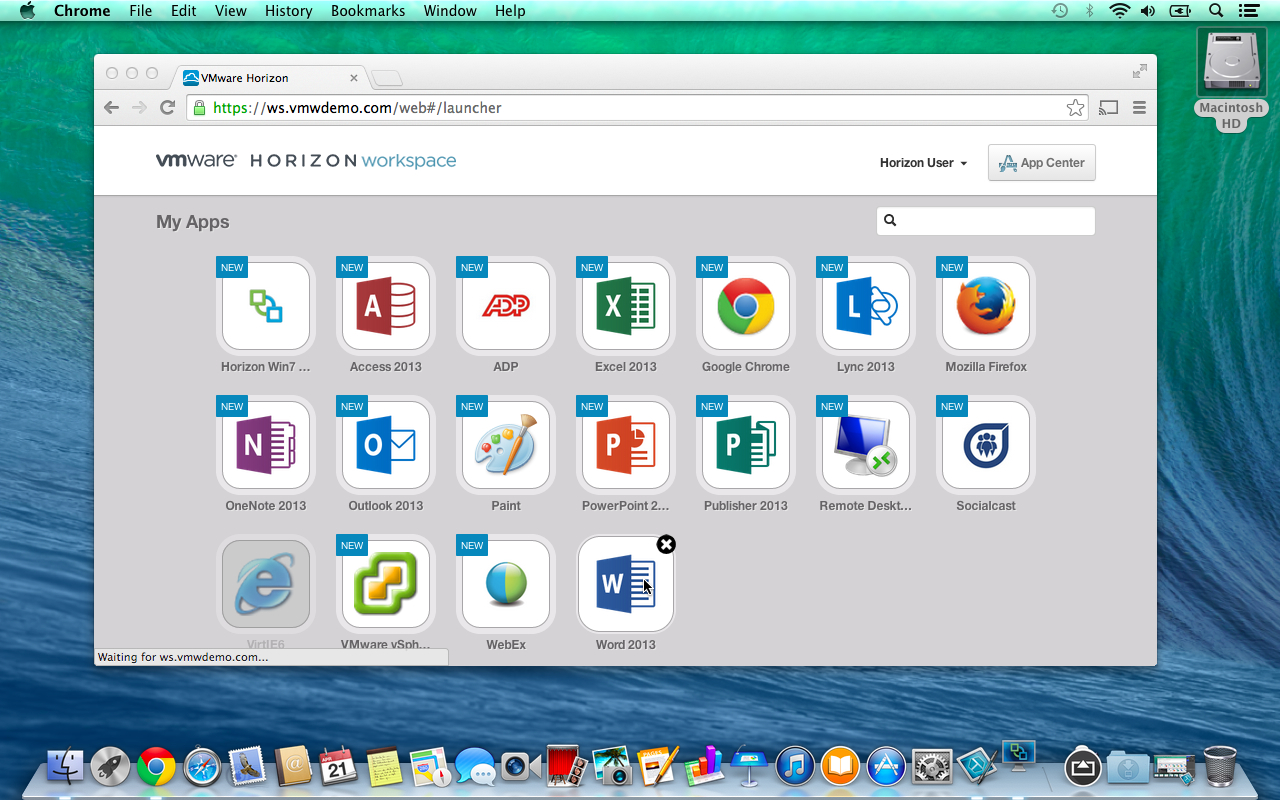 Chrome File Edit View History Bookmarks Window Help
Macintosh
HD
VMware Horizon
https://ws.vmwdemo.com/web#/launcher
vmware HORIZON workspace
Horizon User
App Center
My Apps
NEW NEW NEW NEW NEW NEW NEW
A ADP X L
Horizon Win7 ... Access 2013 ADP Excel 2013 Google Chrome Lync 2013 Mozilla Firefox
NEW NEW NEW NEW NEW NEW NEW
N O P P
OneNote 2013 Outlook 2013 Paint PowerPoint 2... Publisher 2013 Remote Deskt... Socialcast
NEW NEW
W
VirtIE6 VMware vSph... WebEx Word 2013
Waiting for ws.vmwdemo.com...
APR
21